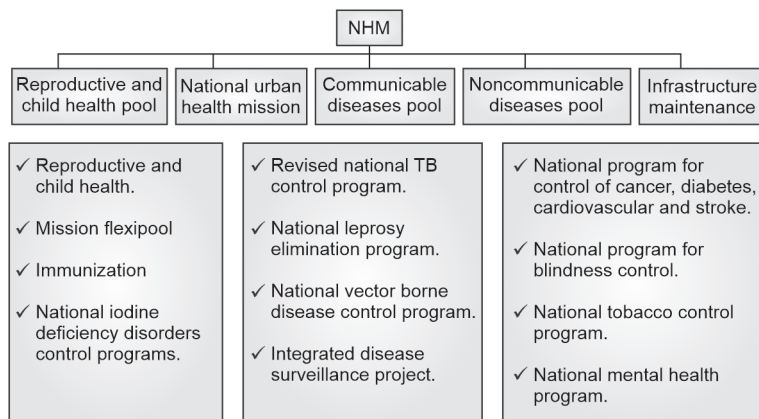 NHM
Reproductive and
child health pool
National urban
health mission
Communicable
diseases pool
Noncommunicable
diseases pool
Infrastructure
maintenance
✓ Reproductive and
child health.
✓ Mission flexipool
✓ Immunization
✓ National iodine
deficiency disorders
control programs.
✓ Revised national TB
control program.
✓ National leprosy
elimination program.
✓ National vector borne
disease control program.
✓ Integrated disease
surveillance project.
✓ National program for
control of cancer, diabetes,
cardiovascular and stroke.
✓ National program for
blindness control.
✓ National tobacco control
program.
✓ National mental health
program.